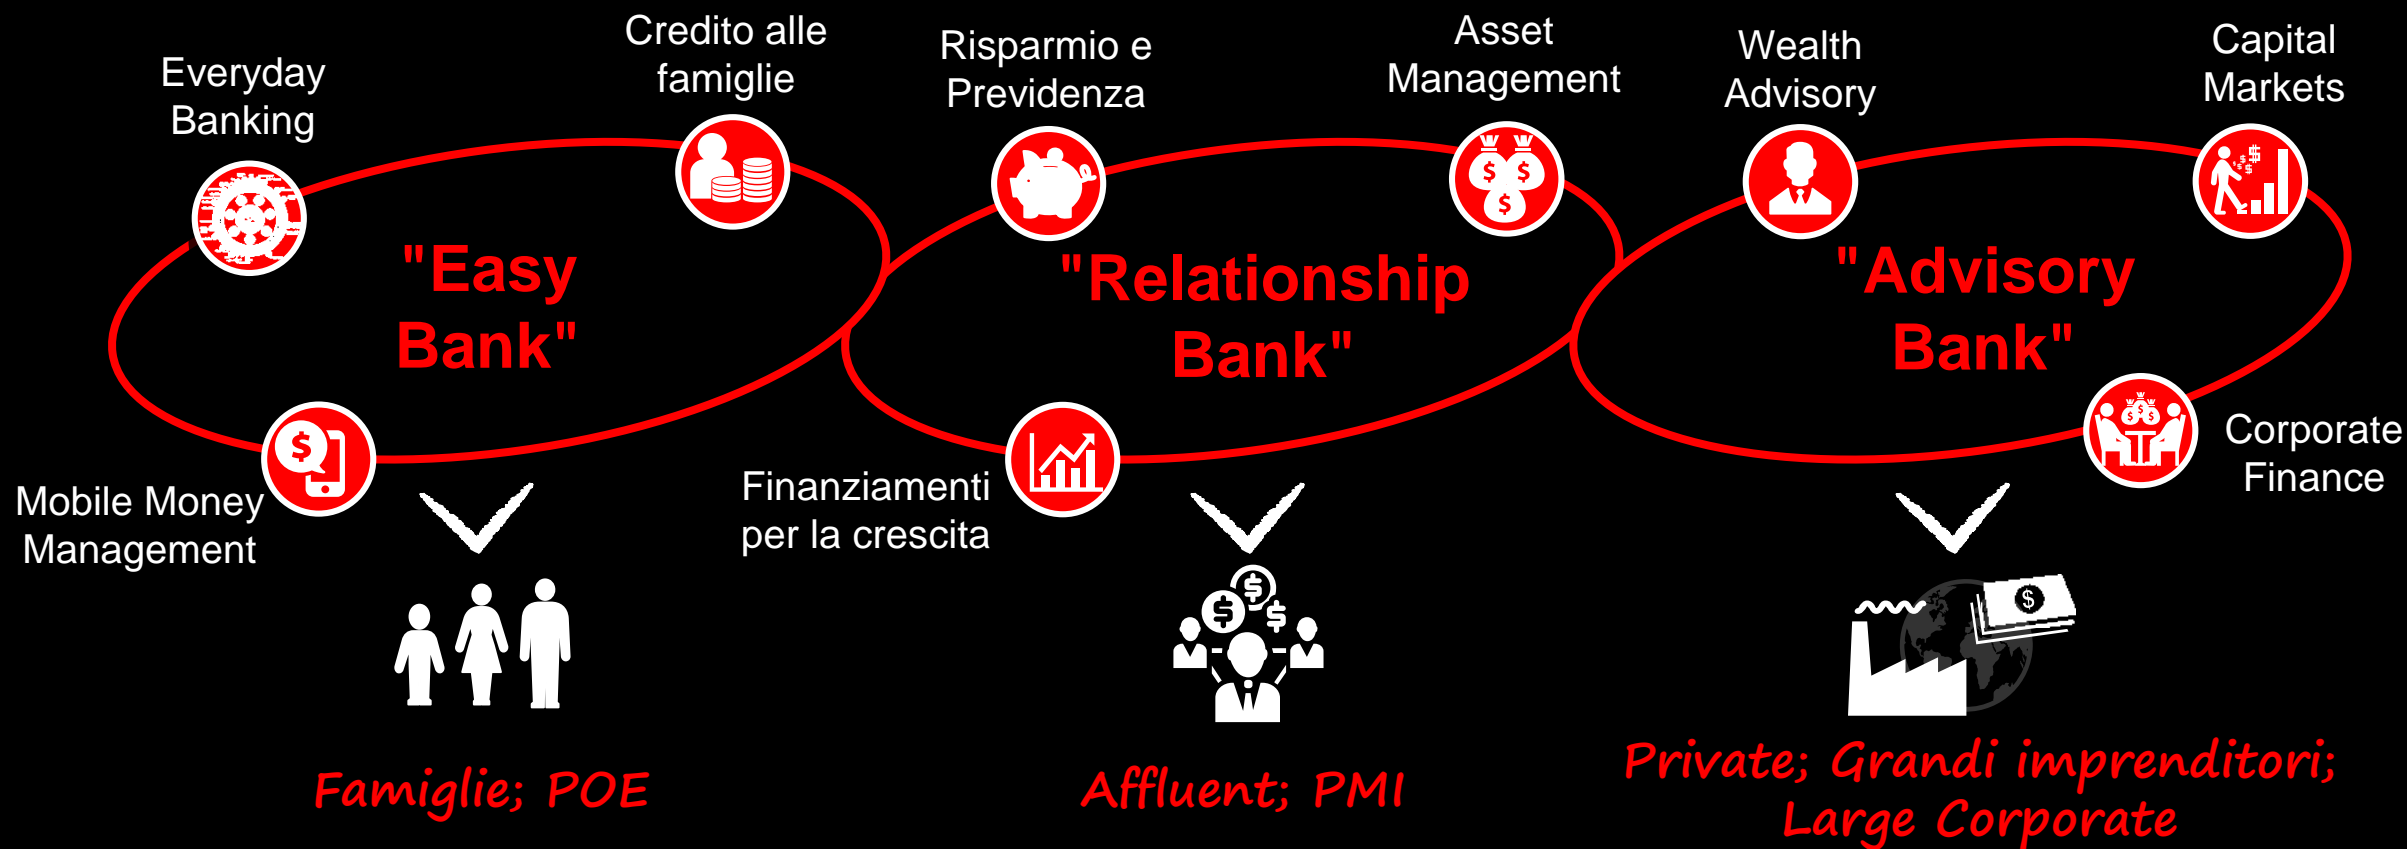 Everyday
Banking
Credito alle
famiglie
Risparmio e
Previdenza
Asset
Management
Wealth
Advisory
Capital
Markets
"Easy
Bank"
"Relationship
Bank"
"Advisory
Bank"
Mobile Money
Management
Finanziamenti
per la crescita
Corporate
Finance
Famiglie; POE
Affluent; PMI
Private; Grandi imprenditori;
Large Corporate